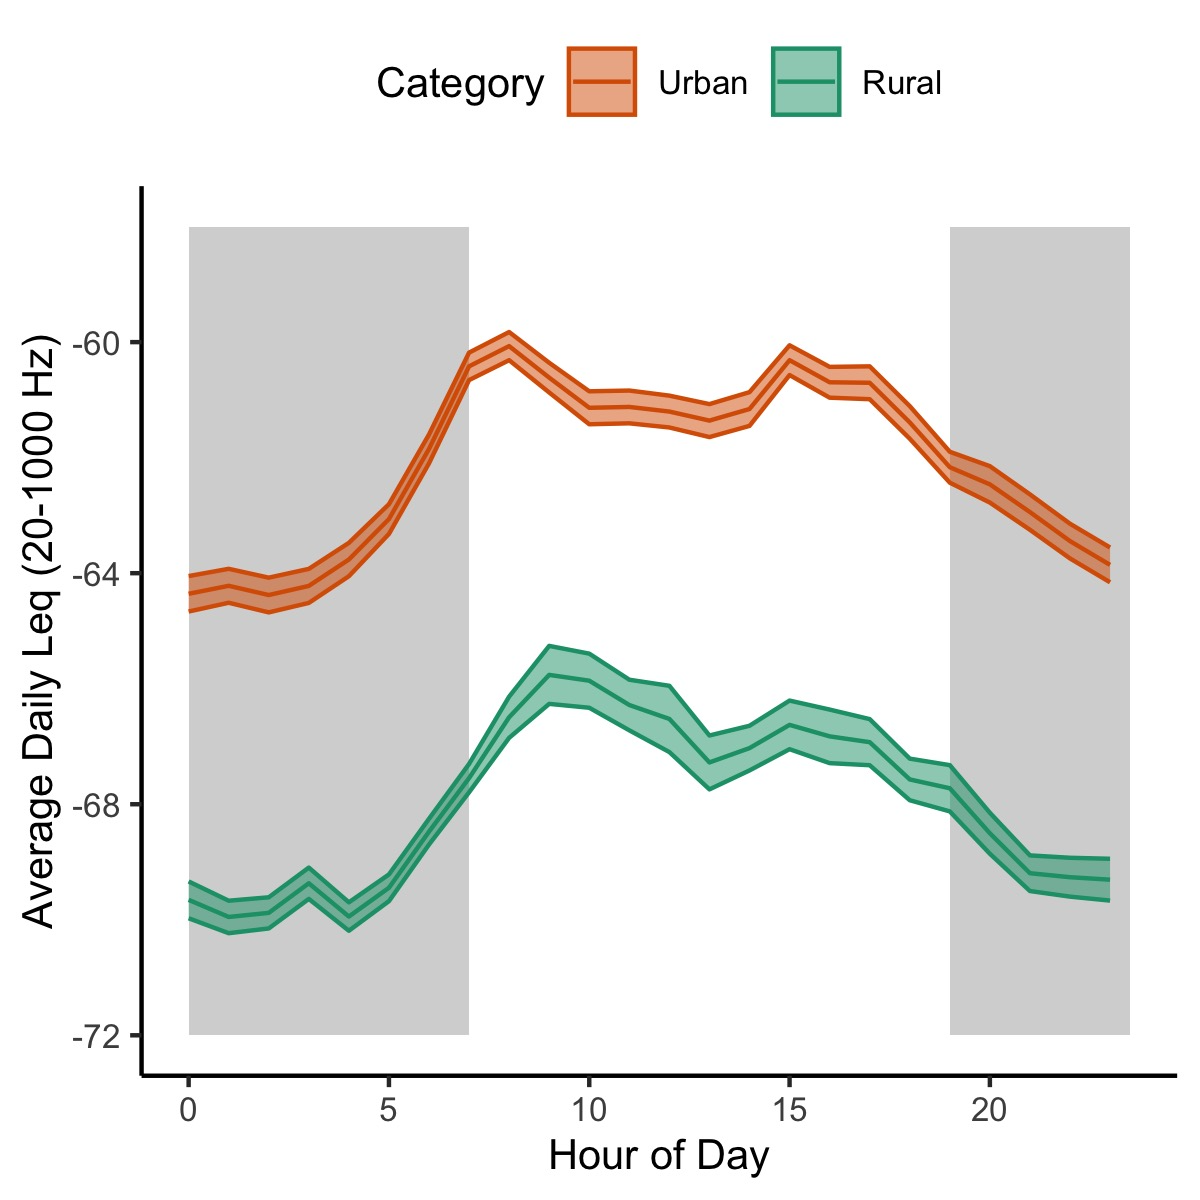 Category Urban Rural
Average Daily Leq (20-1000 Hz)
-60
-64
-68
-72
0 5 10 15 20
Hour of Day